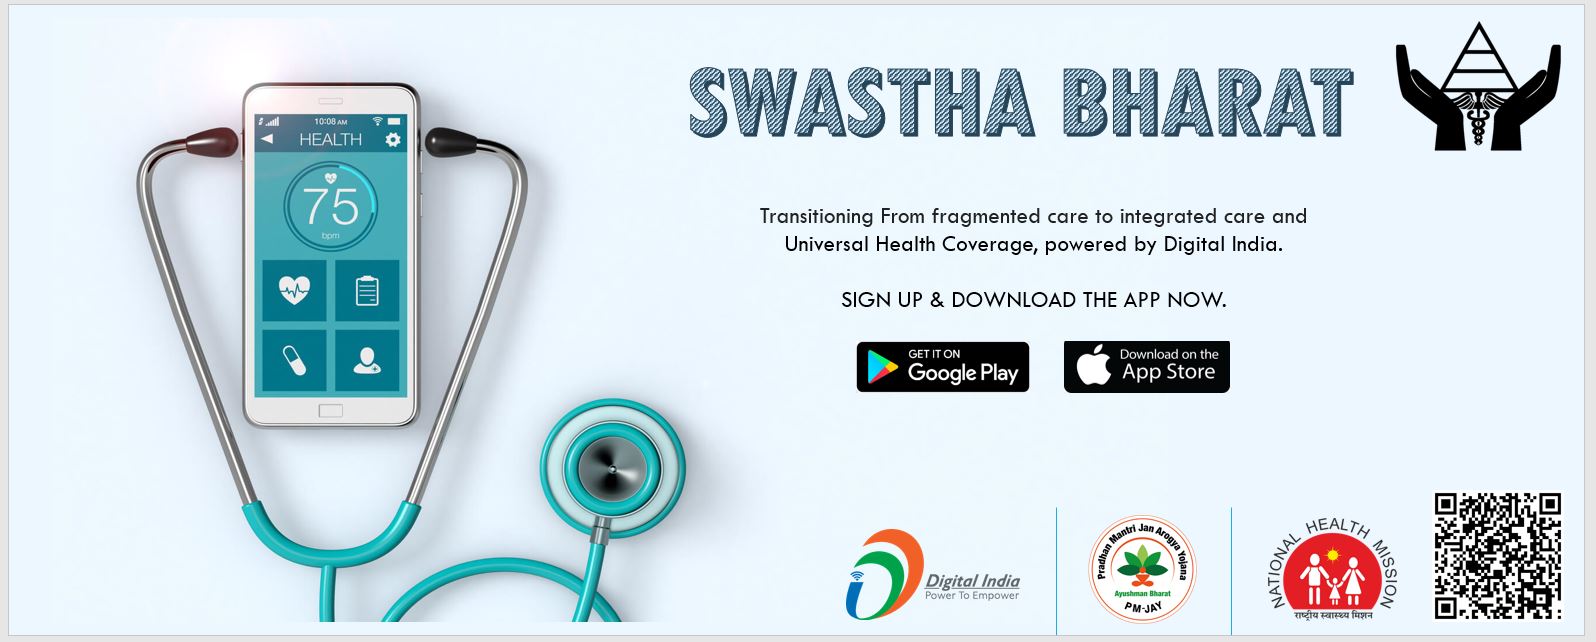 10:08 AM
HEALTH
75
bpm
SWASTHA BHARAT
Transitioning From fragmented care to integrated care and
Universal Health Coverage, powered by Digital India.
SIGN UP & DOWNLOAD THE APP NOW.
GET IT ON
Google Play
Download on the
App Store
Digital India
Power To Empower
Pradhan Mantri Jan Arogya Yojana
Ayushman Bharat
PM-JAY
NATIONAL HEALTH MISSION
राष्ट्रीय स्वास्थ्य मिशन